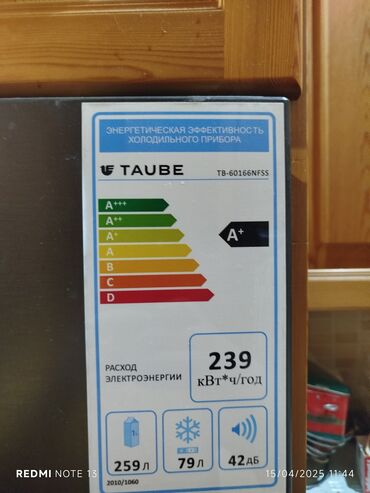 ЭНЕРГЕТИЧЕСКАЯ ЭФФЕКТИВНОСТЬ
ХОЛОДИЛЬНОГО ПРИБОРА
TAUBE TB-60166NFSS
A+++
A++
A+ A+
A
B
C
D
РАСХОД
ЭЛЕКТРОЭНЕРГИИ
239
кВт*ч/год
259 л 79 л 42 дБ
2010/1060
REDMI NOTE 13 15/04/2025 11:44